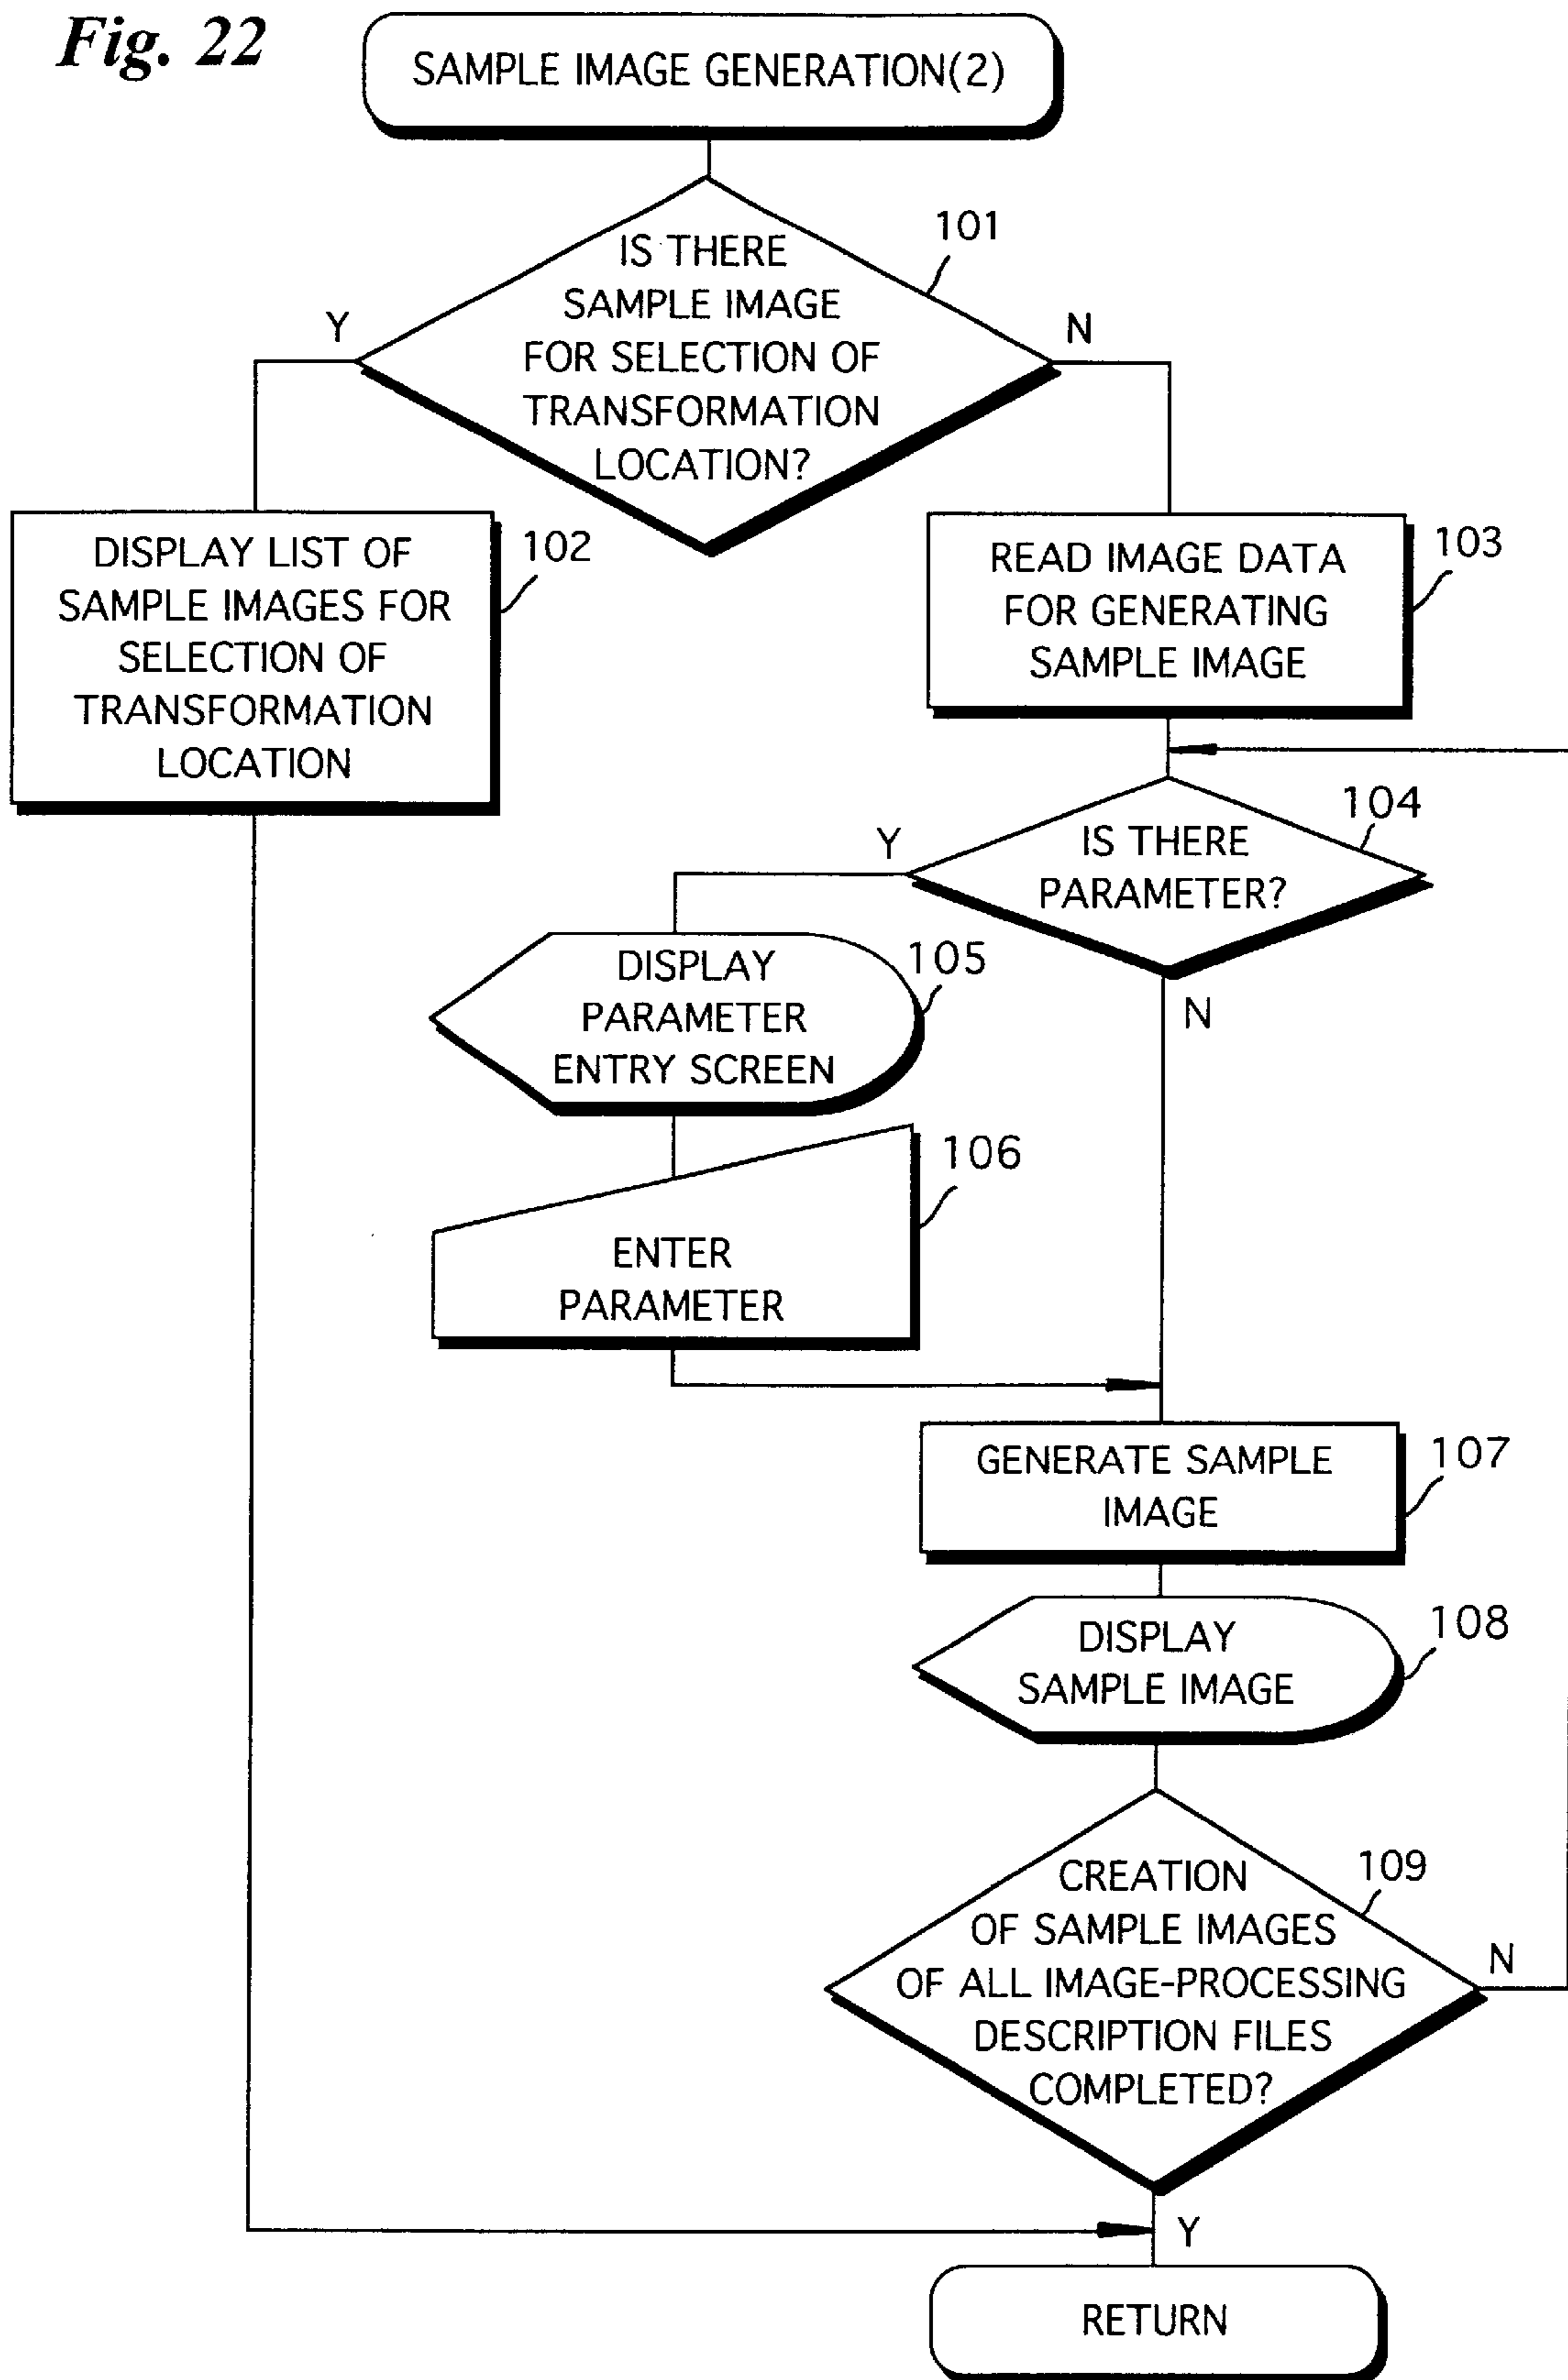 Fig. 22
SAMPLE IMAGE GENERATION(2)
101
IS THERE
SAMPLE IMAGE
FOR SELECTION OF
TRANSFORMATION
LOCATION?
Y
N
DISPLAY LIST OF
SAMPLE IMAGES FOR
SELECTION OF
TRANSFORMATION
LOCATION
102
READ IMAGE DATA
FOR GENERATING
SAMPLE IMAGE
103
104
IS THERE
PARAMETER?
Y
N
DISPLAY
PARAMETER
ENTRY SCREEN
105
ENTER
PARAMETER
106
GENERATE SAMPLE
IMAGE
107
DISPLAY
SAMPLE IMAGE
108
CREATION
OF SAMPLE IMAGES
OF ALL IMAGE-PROCESSING
DESCRIPTION FILES
COMPLETED?
109
N
Y
RETURN